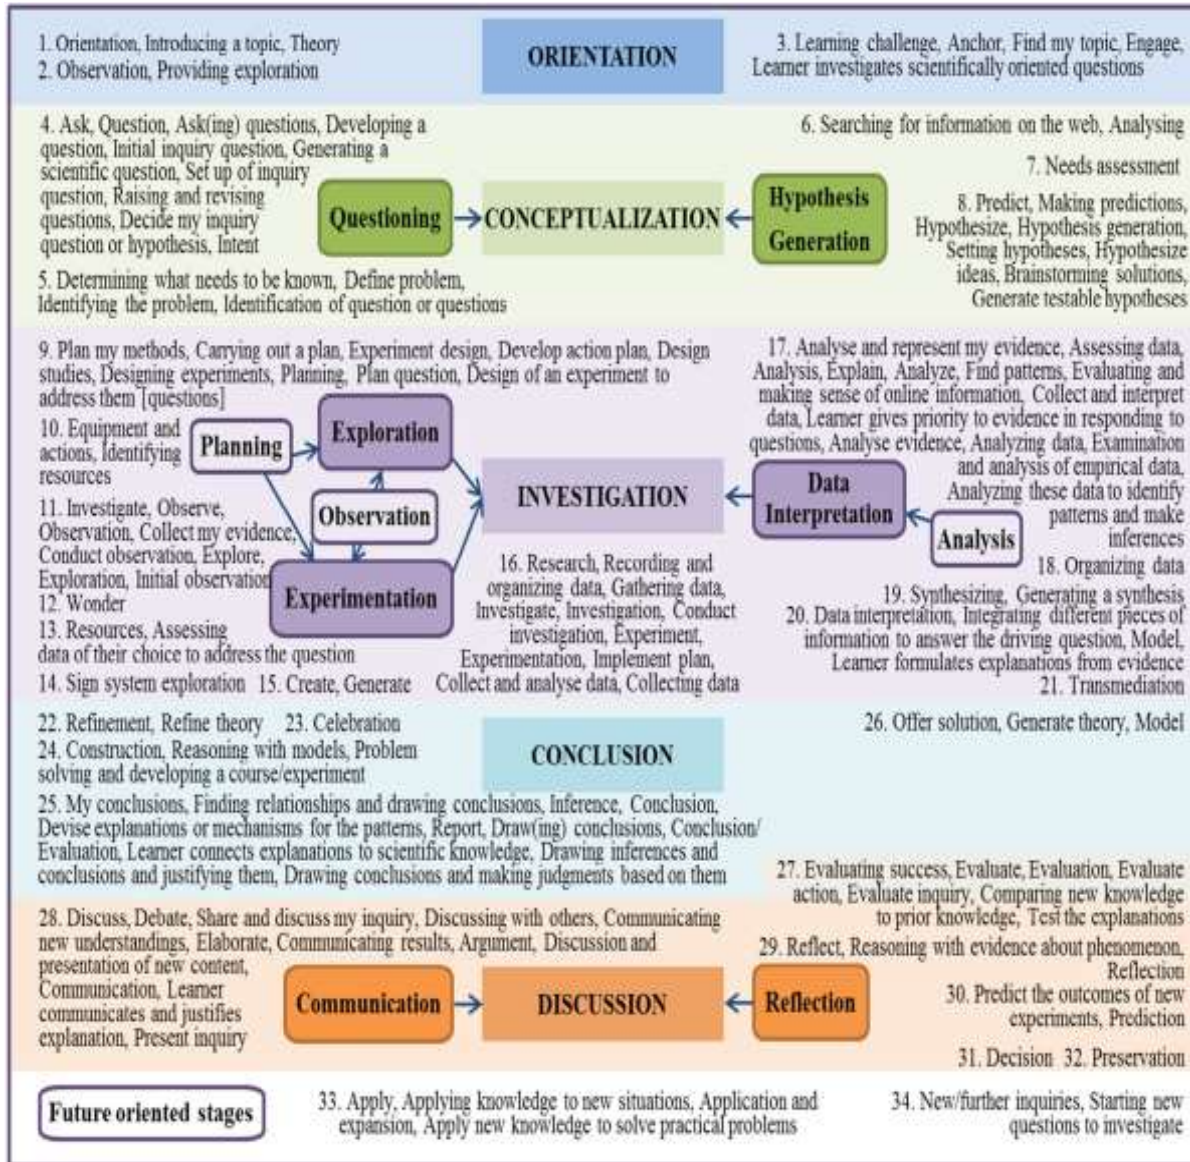 1. Orientation, Introducing a topic, Theory
2. Observation, Providing exploration
ORIENTATION
3. Learning challenge, Anchor, Find my topic, Engage,
Learner investigates scientifically oriented questions
4. Ask, Question, Ask(ing) questions, Developing a
question, Initial inquiry question, Generating a
scientific question, Set up of inquiry
question, Raising and revising
questions, Decide my inquiry
question or hypothesis, Intent
Questioning
CONCEPTUALIZATION
Hypothesis
Generation
5. Determining what needs to be known, Define problem,
Identifying the problem, Identification of question or questions
6. Searching for information on the web, Analysing
7. Needs assessment
8. Predict, Making predictions,
Hypothesize, Hypothesis generation,
Setting hypotheses, Hypothesize
ideas, Brainstorming solutions,
Generate testable hypotheses
9. Plan my methods, Carrying out a plan, Experiment design, Develop action plan, Design
studies, Designing experiments, Planning, Plan question, Design of an experiment to
address them [questions]
10. Equipment and
actions, Identifying
resources
Planning
Exploration
Observation
Experimentation
INVESTIGATION
Data
Interpretation
Analysis
11. Investigate, Observe,
Observation, Collect my evidence,
Conduct observation, Explore,
Exploration, Initial observation
12. Wonder
13. Resources, Assessing
data of their choice to address the question
14. Sign system exploration
15. Create, Generate
16. Research, Recording and
organizing data, Gathering data,
Investigate, Investigation, Conduct
investigation, Experiment,
Experimentation, Implement plan,
Collect and analyse data, Collecting data
17. Analyse and represent my evidence, Assessing data,
Analysis, Explain, Analyze, Find patterns, Evaluating and
making sense of online information, Collect and interpret
data, Learner gives priority to evidence in responding to
questions, Analyse evidence, Analyzing data, Examination
and analysis of empirical data,
Analyzing these data to identify
patterns and make
inferences
18. Organizing data
19. Synthesizing, Generating a synthesis
20. Data interpretation, Integrating different pieces of
information to answer the driving question, Model,
Learner formulates explanations from evidence
21. Transmediation
22. Refinement, Refine theory
23. Celebration
24. Construction, Reasoning with models, Problem
solving and developing a course/experiment
CONCLUSION
25. My conclusions, Finding relationships and drawing conclusions, Inference, Conclusion,
Devise explanations or mechanisms for the patterns, Report, Draw(ing) conclusions, Conclusion/
Evaluation, Learner connects explanations to scientific knowledge, Drawing inferences and
conclusions and justifying them, Drawing conclusions and making judgments based on them
26. Offer solution, Generate theory, Model
27. Evaluating success, Evaluate, Evaluation, Evaluate
action, Evaluate inquiry, Comparing new knowledge
to prior knowledge, Test the explanations
28. Discuss, Debate, Share and discuss my inquiry, Discussing with others, Communicating
new understandings, Elaborate, Communicating results, Argument, Discussion and
presentation of new content,
Communication, Learner
communicates and justifies
explanation, Present inquiry
Communication
DISCUSSION
Reflection
29. Reflect, Reasoning with evidence about phenomenon,
Reflection
30. Predict the outcomes of new
experiments, Prediction
31. Decision
32. Preservation
Future oriented stages
33. Apply, Applying knowledge to new situations, Application and
expansion, Apply new knowledge to solve practical problems
34. New/further inquiries, Starting new
questions to investigate